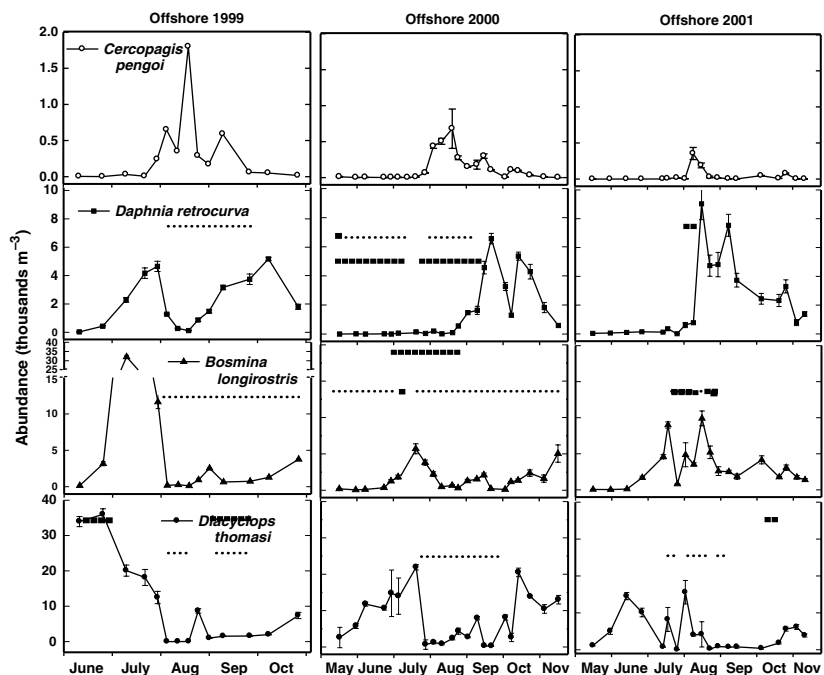 Offshore 1999 Offshore 2000 Offshore 2001
Abundance (thousands m⁻³)
2.0
1.5
1.0
0.5
0.0
Cercopagis
pengoi
10
8
6
4
2
0
Daphnia retrocurva
40
35
30
25
10
5
0
Bosmina
longirostris
40
30
20
10
0
Diacyclops
thomasi
June July Aug Sep Oct May June July Aug Sep Oct Nov May June July Aug Sep Oct Nov